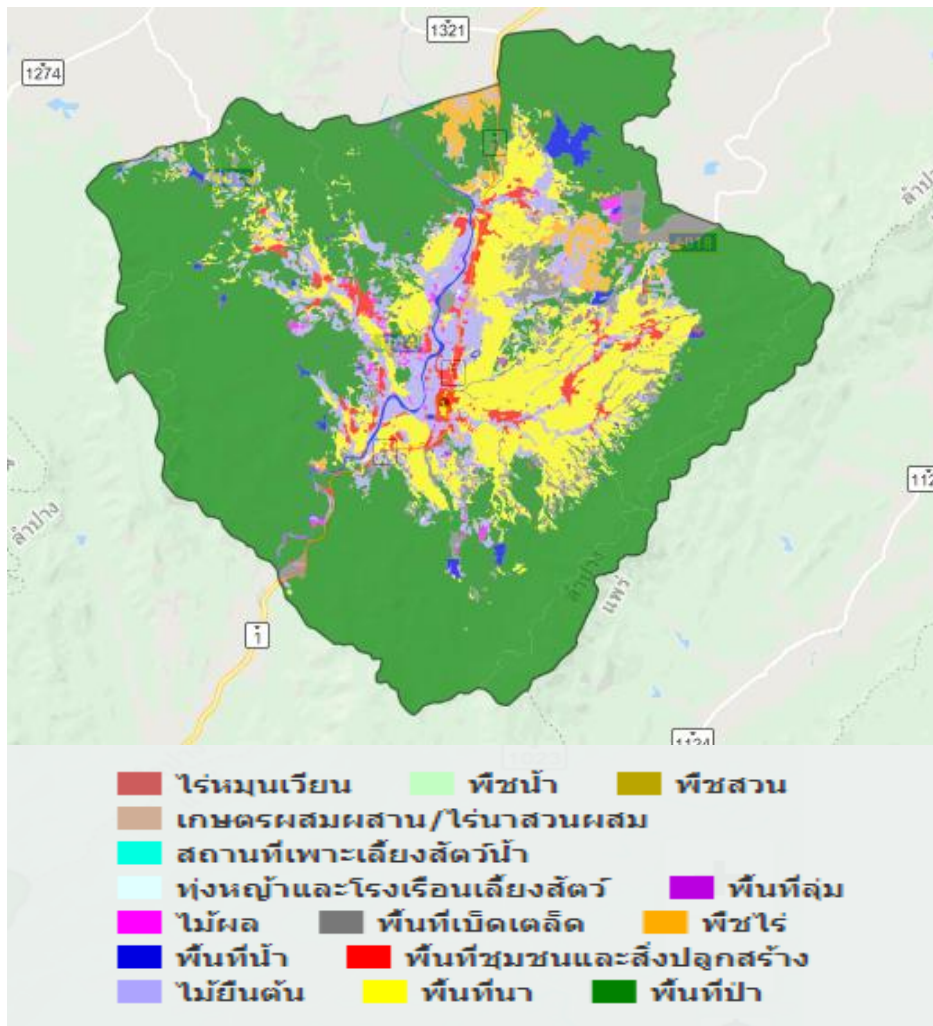 1321
1274
ลำปาง
ลำปาง
ลำปาง
แพร่
1
1124
ไร่หมุนเวียน พืชน้ำ พืชสวน
เกษตรผสมผสาน/ไร่นาสวนผสม
สถานที่เพาะเลี้ยงสัตว์น้ำ
ทุ่งหญ้าและโรงเรือนเลี้ยงสัตว์ พื้นที่ลุ่ม
ไม้ผล พื้นที่เบ็ดเตล็ด พืชไร่
พื้นที่น้ำ พื้นที่ชุมชนและสิ่งปลูกสร้าง
ไม้ยืนต้น พื้นที่นา พื้นที่ป่า